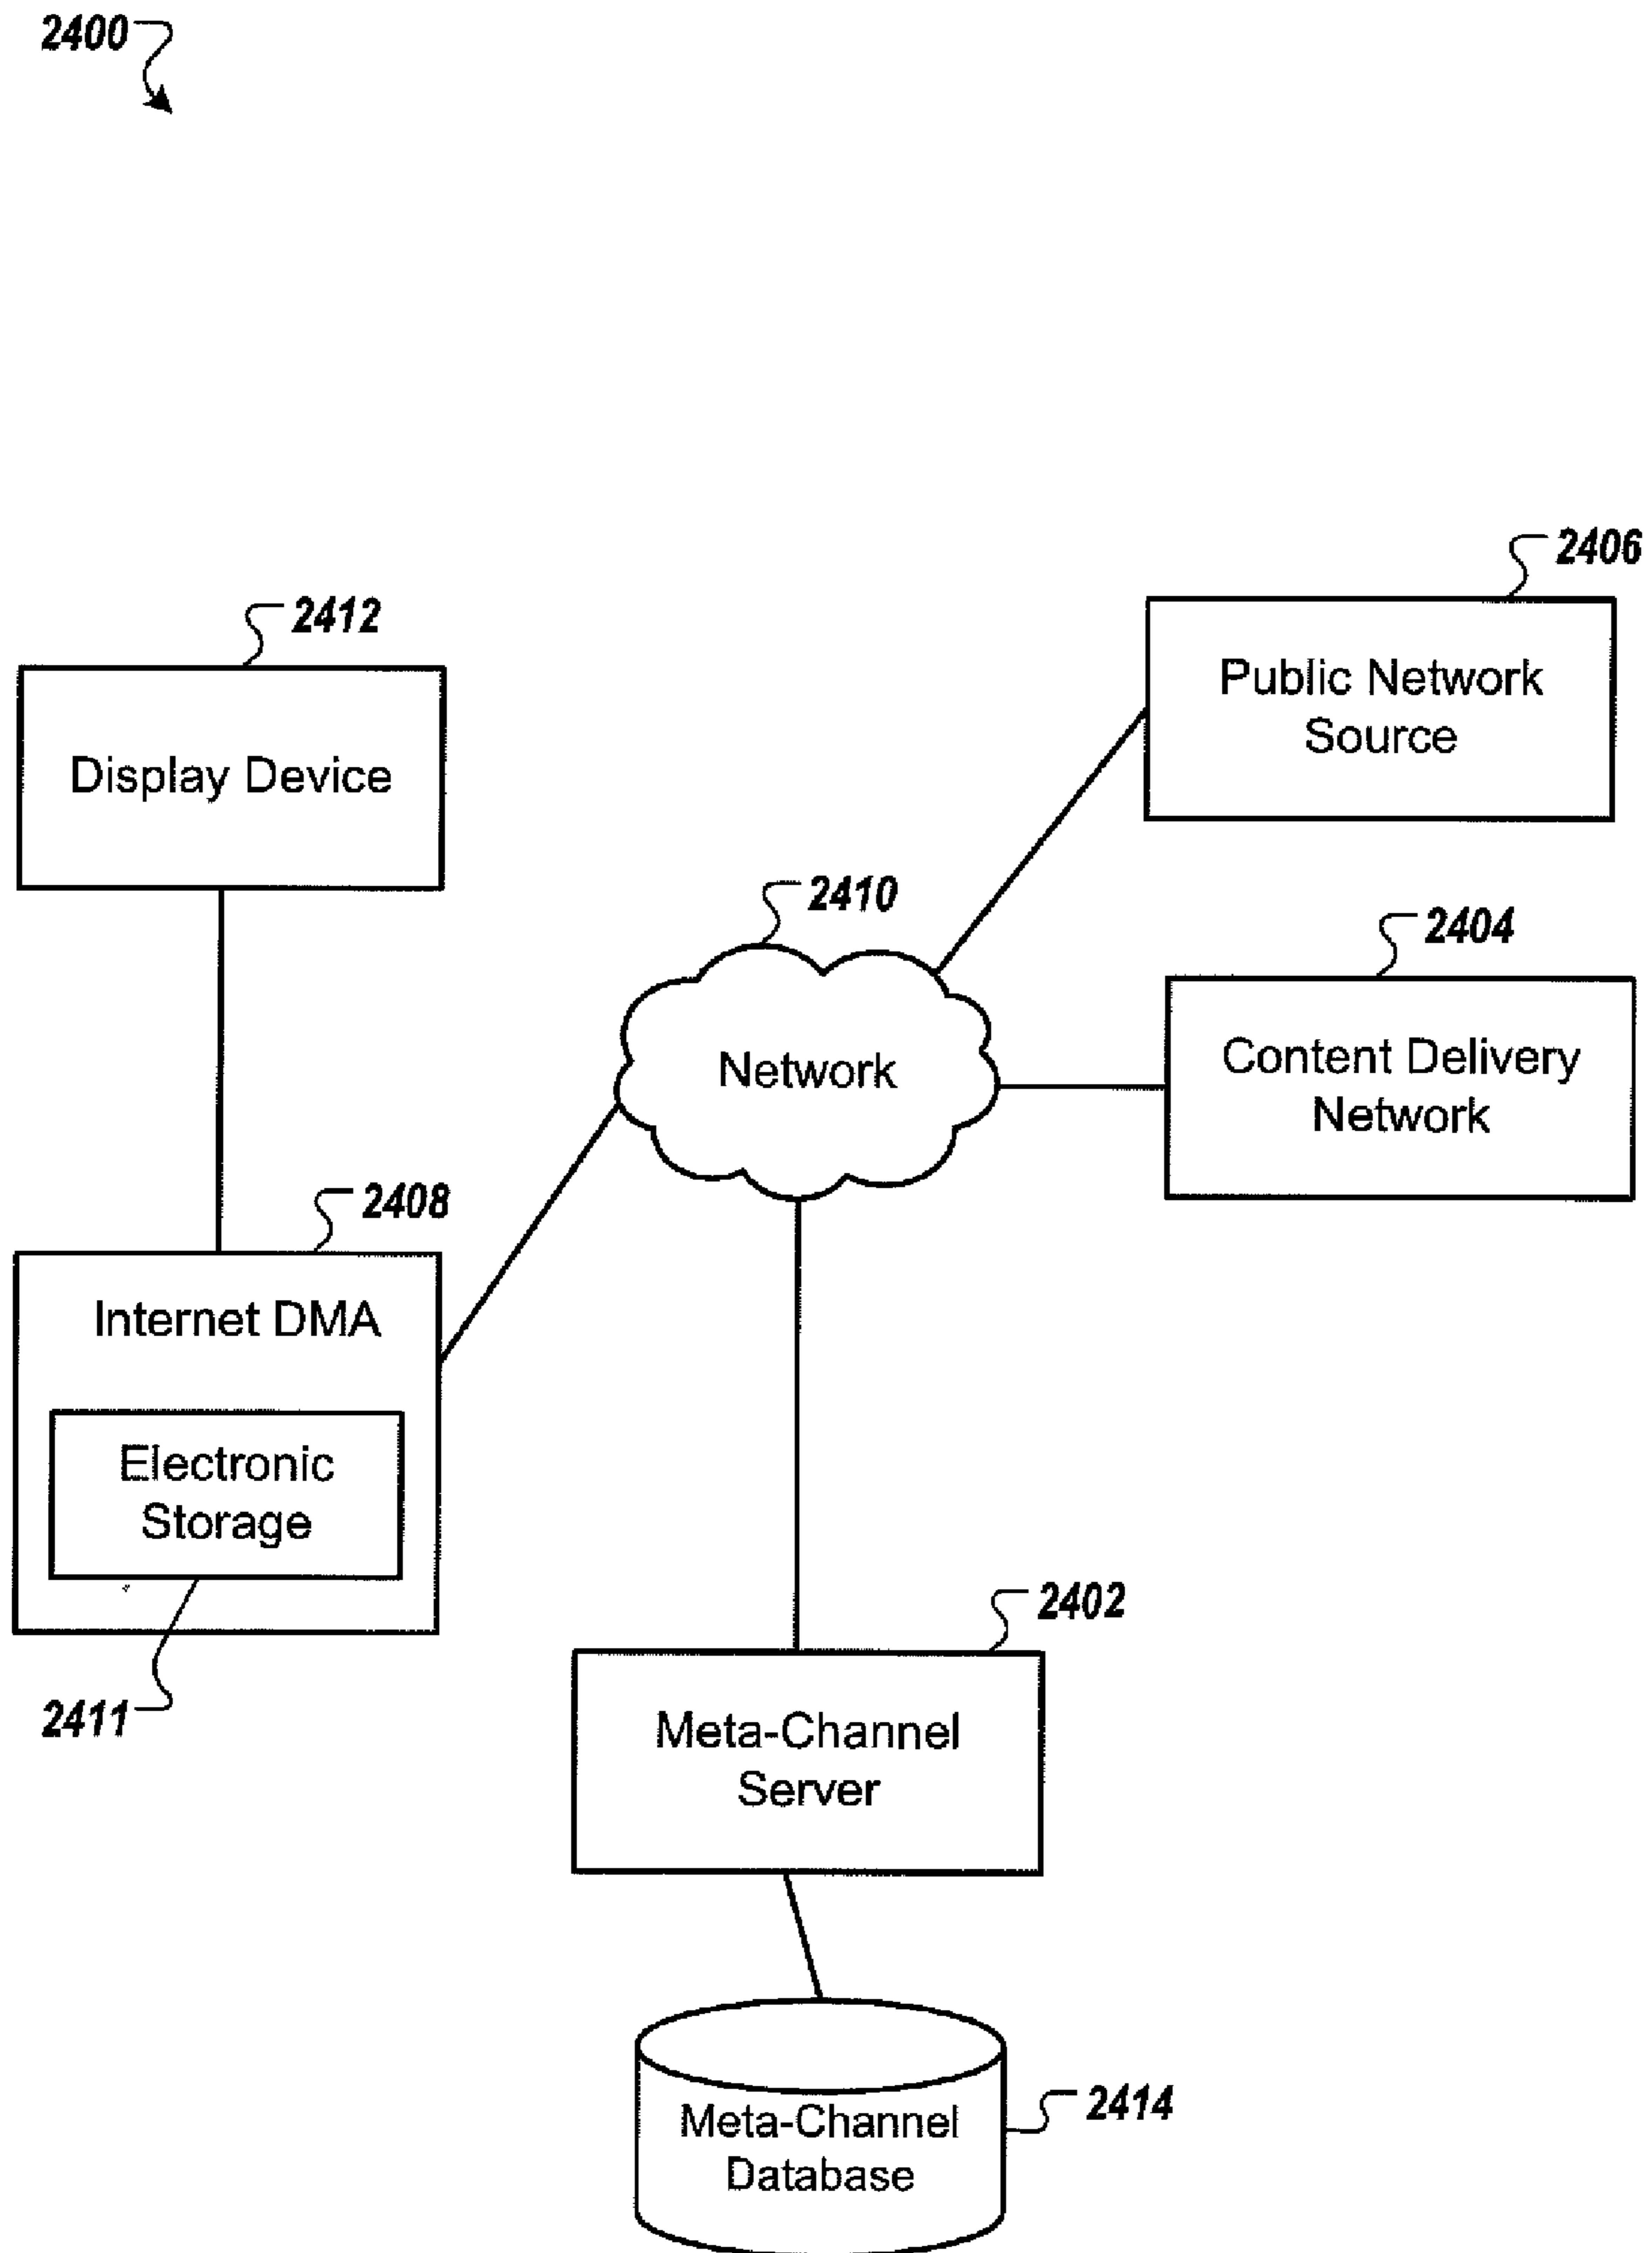 2400
2406
Public Network
Source
2412
Display Device
2410
Network
2404
Content Delivery
Network
2408
Internet DMA
Electronic
Storage
2411
2402
Meta-Channel
Server
2414
Meta-Channel
Database